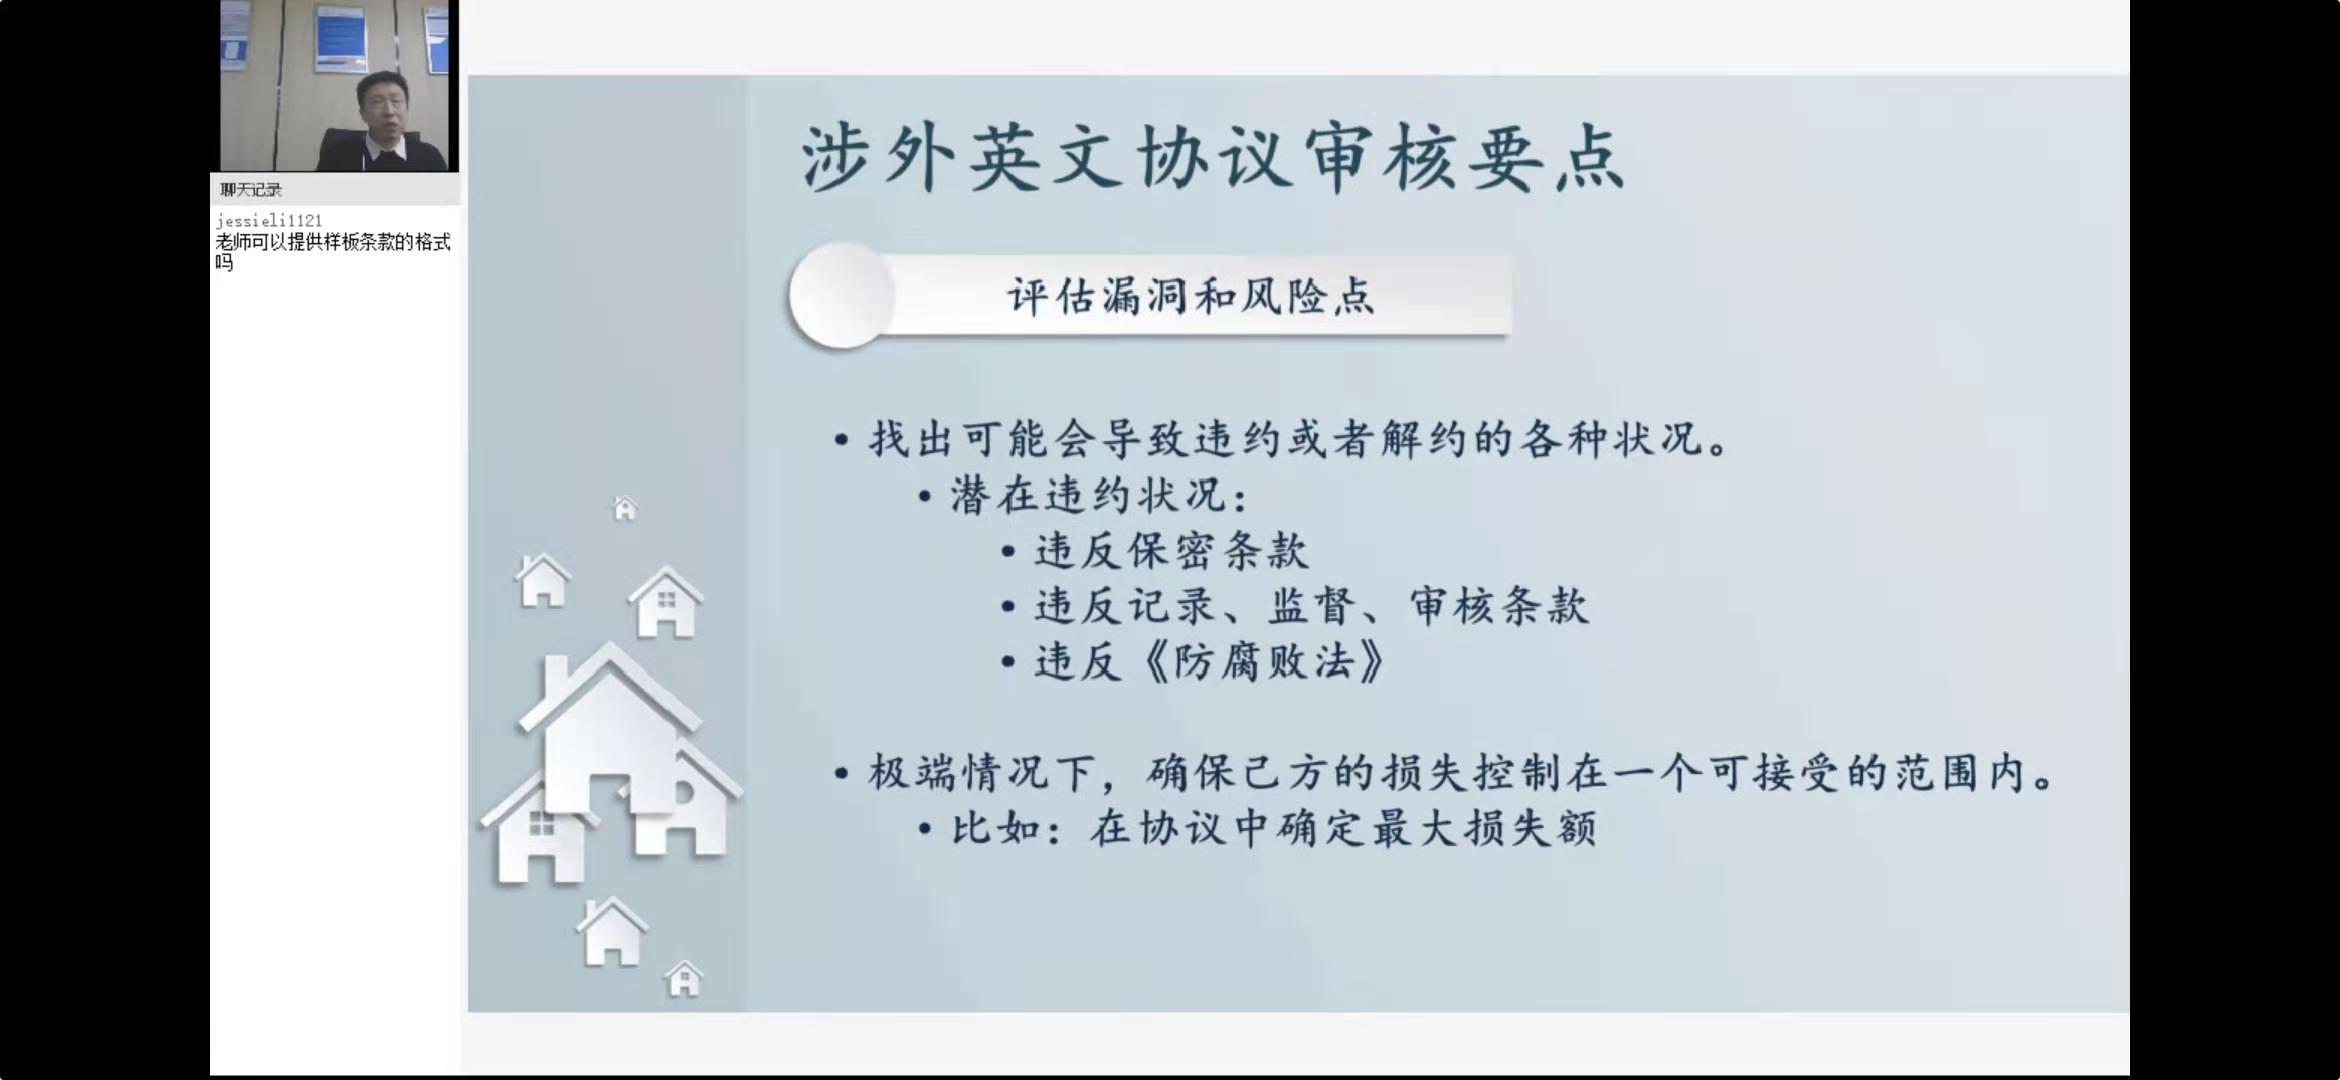 聊天记录
jessieli1121
老师可以提供样板条款的格式
吗
涉外英文协议审核要点
评估漏洞和风险点
• 找出可能会导致违约或者解约的各种状况。
• 潜在违约状况：
• 违反保密条款
• 违反记录、监督、审核条款
• 违反《防腐败法》
• 极端情况下，确保己方的损失控制在一个可接受的范围内。
• 比如：在协议中确定最大损失额